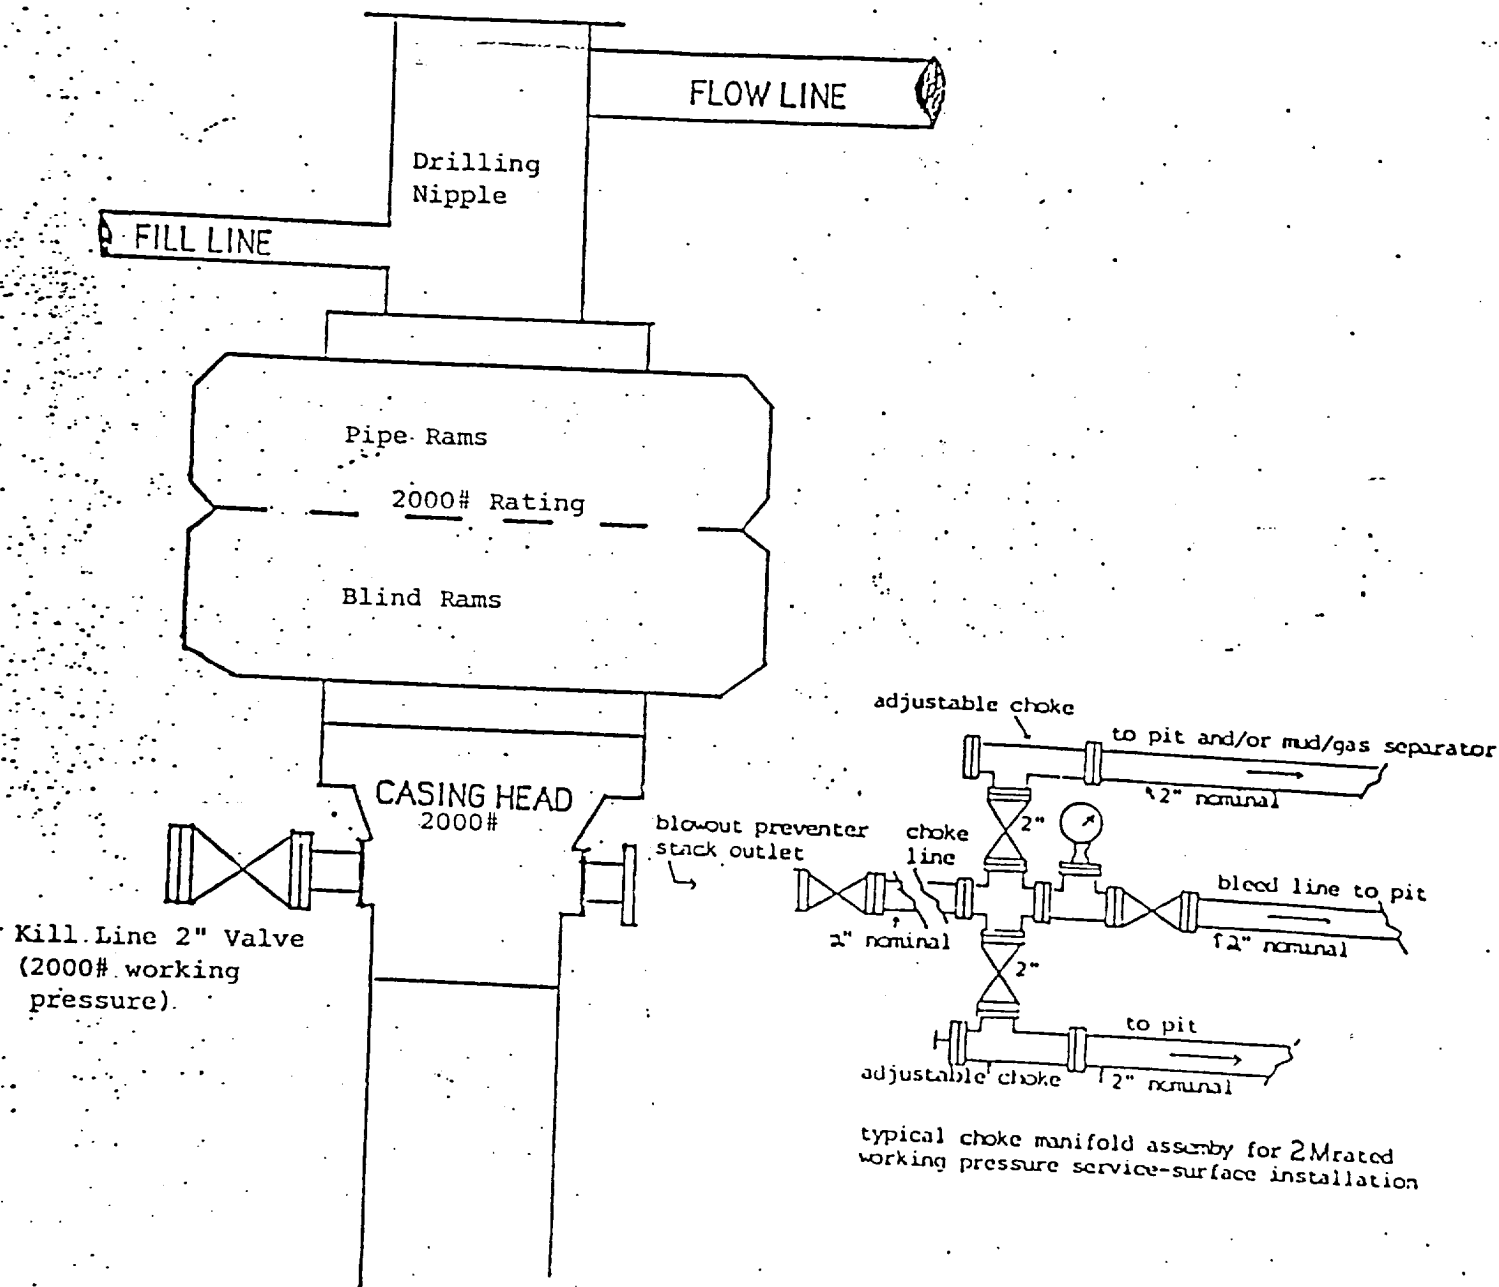 FLOW LINE
Drilling
Nipple
FILL LINE
Pipe Rams
2000# Rating
Blind Rams
CASING HEAD
2000#
Kill Line 2" Valve
(2000# working
pressure)
blowout preventer
stack outlet
adjustable choke
to pit and/or mud/gas separator
2" nominal
2"
choke
line
2" nominal
bleed line to pit
2" nominal
2"
to pit
adjustable choke
2" nominal
typical choke manifold assemby for 2M rated
working pressure service-surface installation